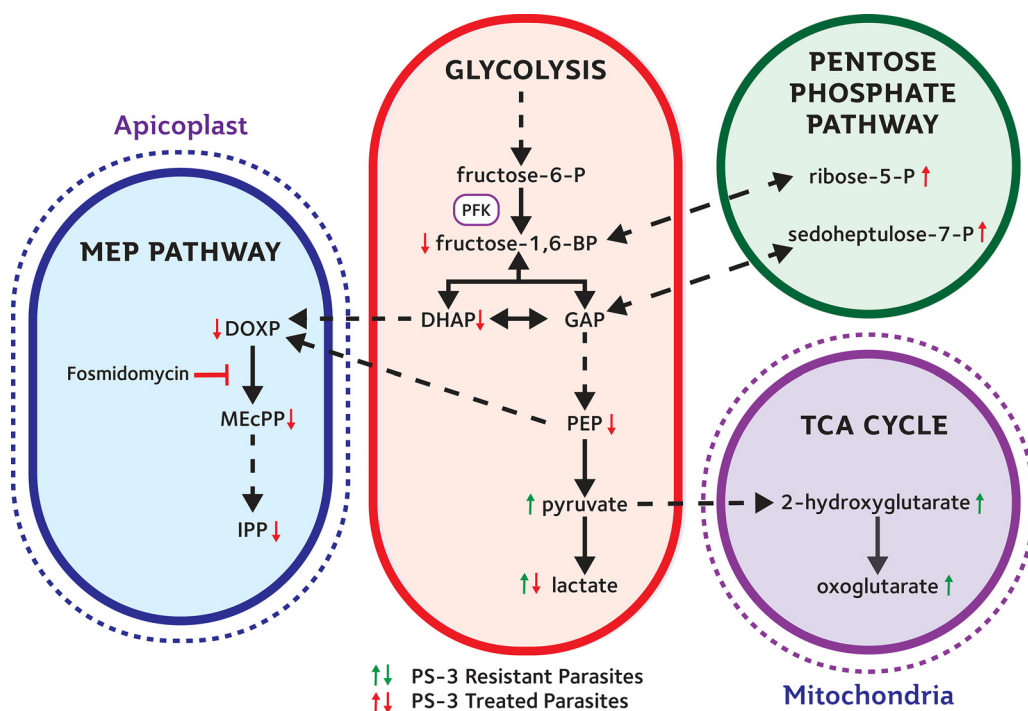 Apicoplast
MEP PATHWAY
↓ DOXP
Fosmidomycin
MEcPP ↓
IPP ↓
GLYCOLYSIS
fructose-6-P
PFK
↓ fructose-1,6-BP
DHAP ↓
GAP
PEP ↓
↑ pyruvate
↑↓ lactate
PENTOSE
PHOSPHATE
PATHWAY
ribose-5-P ↑
sedoheptulose-7-P ↑
TCA CYCLE
2-hydroxyglutarate ↑
oxoglutarate ↑
Mitochondria
↑↓ PS-3 Resistant Parasites
↑↓ PS-3 Treated Parasites